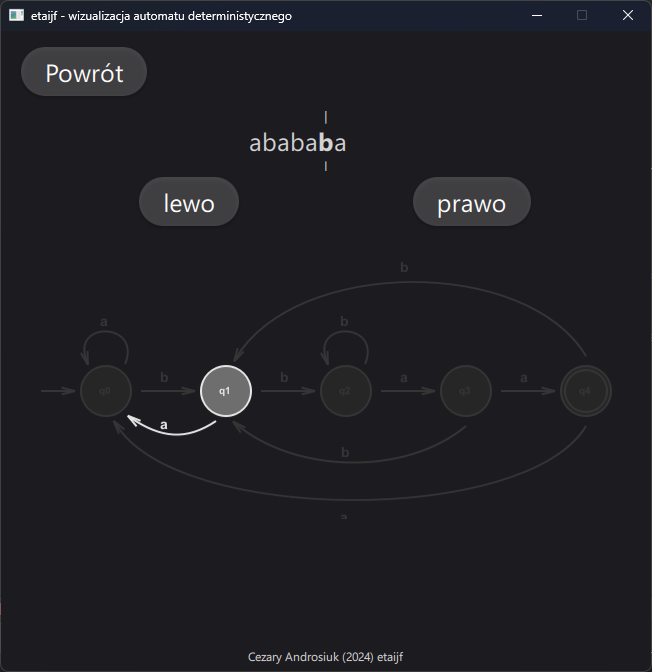 etaijf - wizualizacja automatu deterministycznego
Powrót
abababa
lewo prawo
b
a b
q0 b q1 b q2 a q3 a q4
a
b
a
Cezary Androsiuk (2024) etaijf